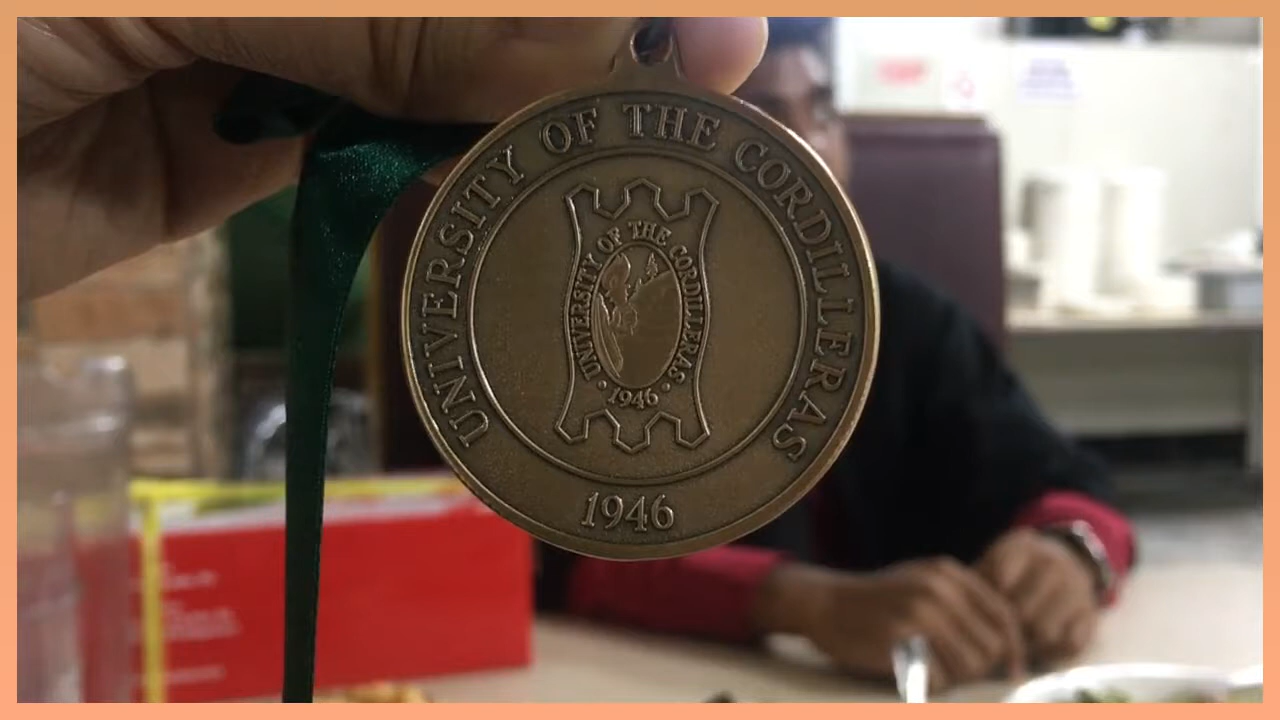 UNIVERSITY OF THE CORDILLERAS
UNIVERSITY OF THE CORDILLERAS
• 1946 •
1946